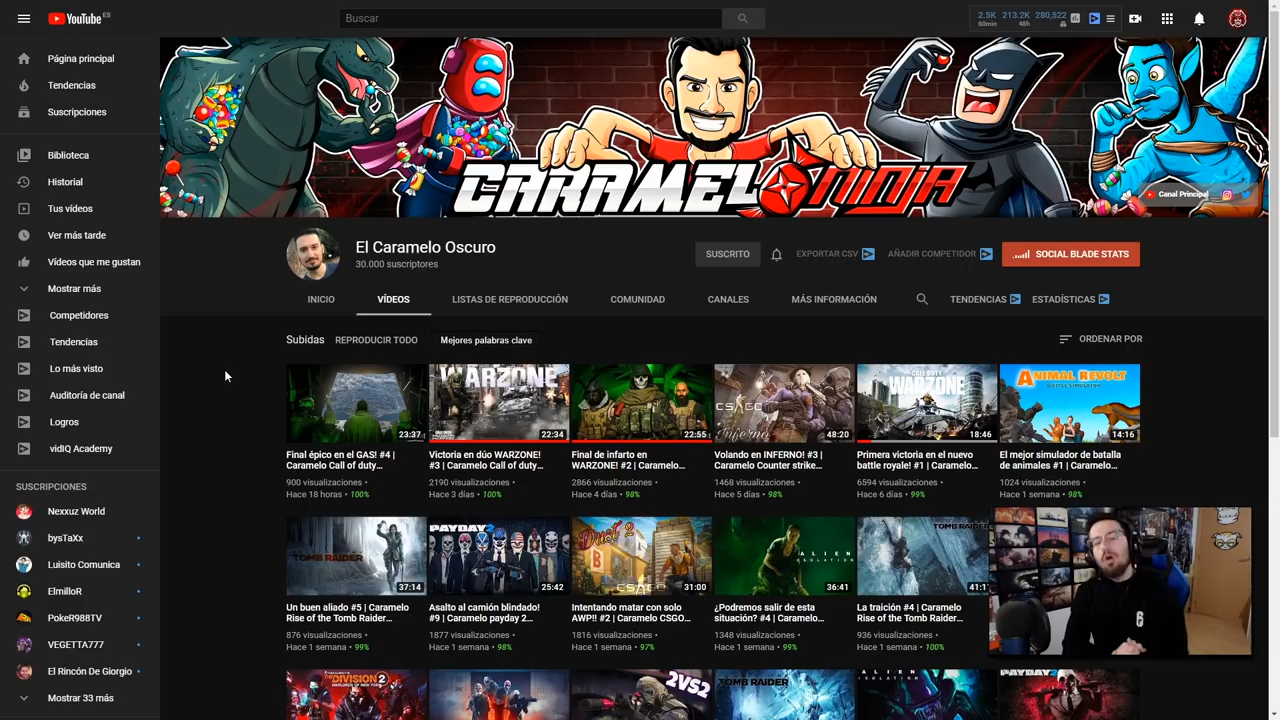 YouTube ES
Buscar
2.5K 213.2K 280,522
60min 48h
Página principal
Tendencias
Suscripciones
Biblioteca
Historial
Tus vídeos
Ver más tarde
Vídeos que me gustan
Mostrar más
Competidores
Tendencias
Lo más visto
Auditoría de canal
Logros
vidIQ Academy
SUSCRIPCIONES
Nexxuz World
bysTaXx
Luisito Comunica
ElmilloR
PokeR988TV
VEGETTA777
El Rincón De Giorgio
Mostrar 33 más
CARAMELO NINJA
Canal Principal
El Caramelo Oscuro
30.000 suscriptores
SUSCRITO
EXPORTAR CSV
AÑADIR COMPETIDOR
SOCIAL BLADE STATS
INICIO VÍDEOS LISTAS DE REPRODUCCIÓN COMUNIDAD CANALES MÁS INFORMACIÓN TENDENCIAS ESTADÍSTICAS
Subidas REPRODUCIR TODO Mejores palabras clave ORDENAR POR
23:37
WARZONE
22:34
22:55
CS:GO
Inferno
48:20
CALL OF DUTY
WARZONE
18:46
ANIMAL REVOLT
BATTLE SIMULATOR
14:16
Final épico en el GAS! #4 |
Caramelo Call of duty...
900 visualizaciones •
Hace 18 horas • 100%
Victoria en dúo WARZONE!
#3 | Caramelo Call of duty...
2190 visualizaciones •
Hace 3 días • 100%
Final de infarto en
WARZONE! #2 | Caramelo...
2866 visualizaciones •
Hace 4 días • 98%
Volando en INFERNO! #3 |
Caramelo Counter strike...
1468 visualizaciones •
Hace 5 días • 98%
Primera victoria en el nuevo
battle royale! #1 | Caramelo...
6594 visualizaciones •
Hace 6 días • 99%
El mejor simulador de batalla
de animales #1 | Caramelo...
1024 visualizaciones •
Hace 1 semana • 98%
TOMB RAIDER
37:14
PAYDAY 2
25:42
Dust 2
B
CS:GO
31:00
ALIEN
ISOLATION
36:41
TOMB RAIDER
41:1
Un buen aliado #5 | Caramelo
Rise of the Tomb Raider...
876 visualizaciones •
Hace 1 semana • 99%
Asalto al camión blindado!
#9 | Caramelo payday 2...
1877 visualizaciones •
Hace 1 semana • 98%
Intentando matar con solo
AWP!! #2 | Caramelo CSGO...
1816 visualizaciones •
Hace 1 semana • 97%
¿Podremos salir de esta
situación? #4 | Caramelo...
1348 visualizaciones •
Hace 1 semana • 99%
La traición #4 | Caramelo
Rise of the Tomb Raider...
936 visualizaciones •
Hace 1 semana • 100%
THE DIVISION 2
WARLORDS OF NEW YORK
2VS2
TOMB RAIDER
ALIEN
ISOLATION
PAYDAY 2